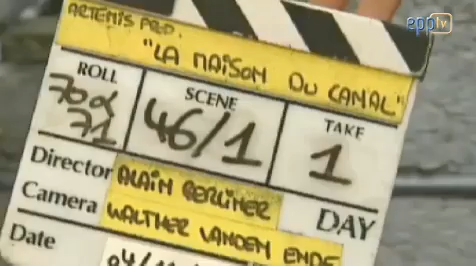 epptv
ARTEMIS PROD.
"LA MAISON DU CANAL"
ROLL
SCENE
TAKE
70 &
71
46/1
1
Director
ALAIN BERLINER
DAY
Camera
WALTHER VANDEN ENDE
Date